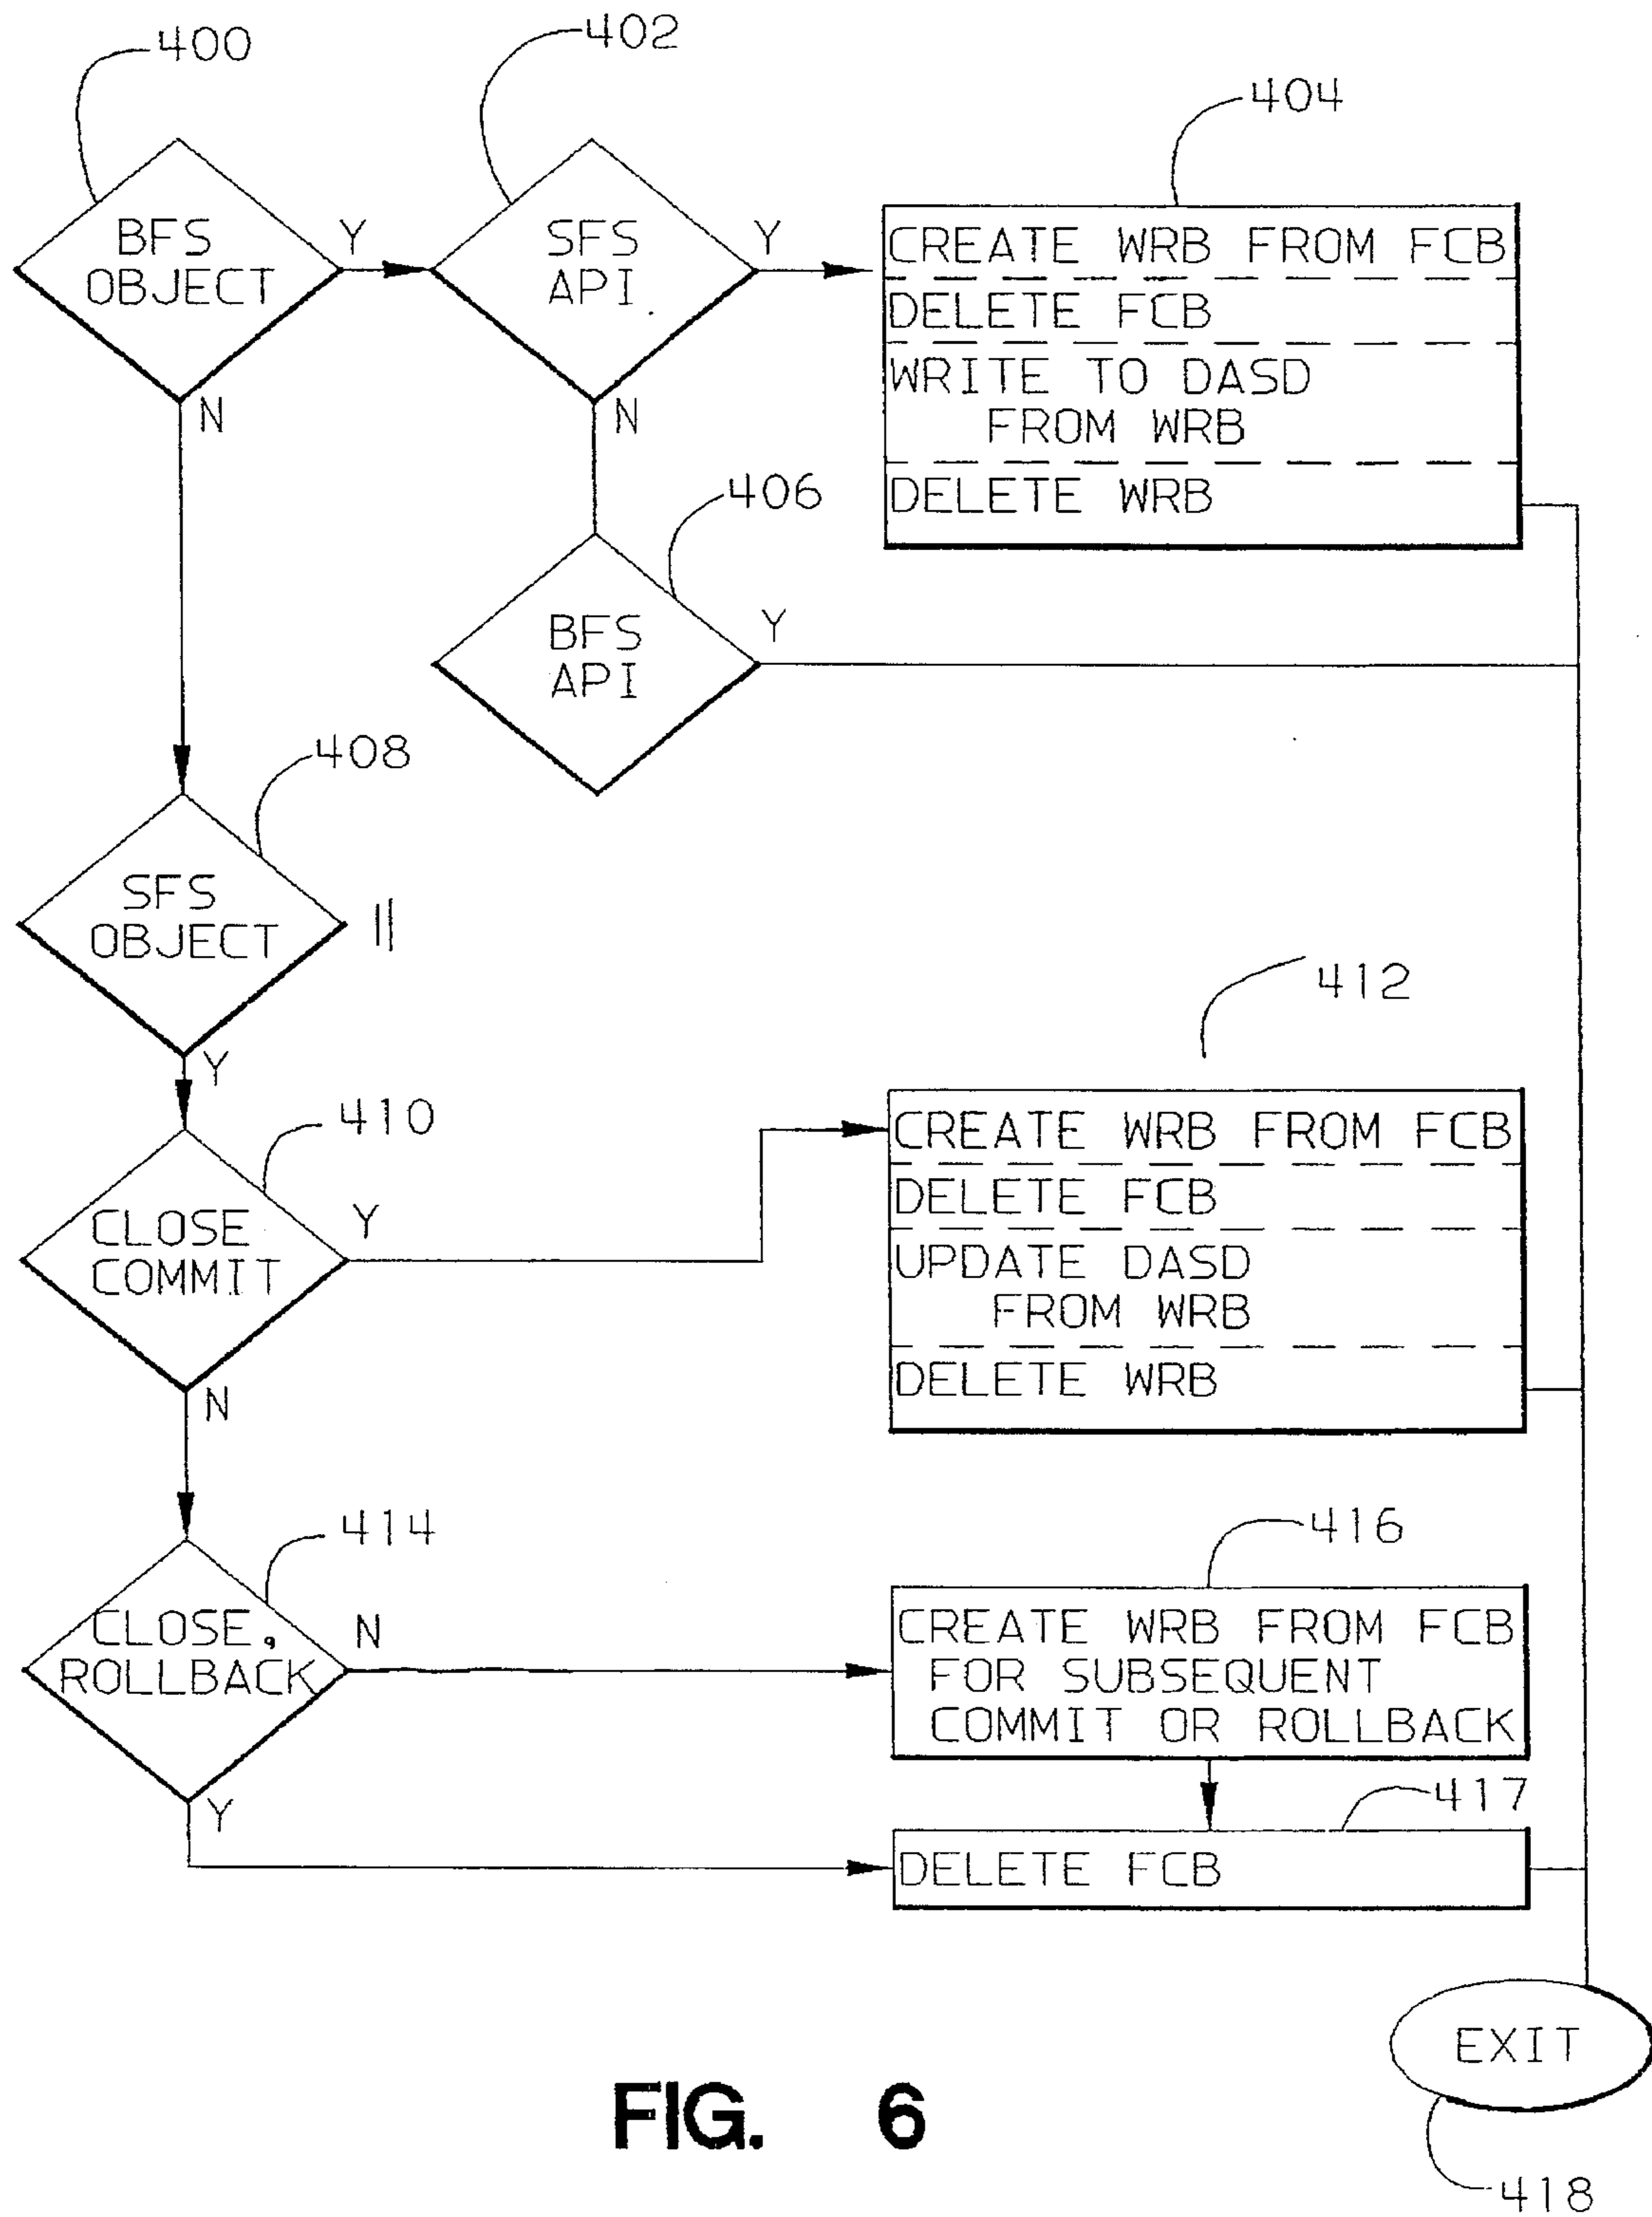 400
402
404
BFS
OBJECT
Y
N
SFS
API
Y
N
CREATE WRB FROM FCB
DELETE FCB
WRITE TO DASD
FROM WRB
DELETE WRB
406
BFS
API
Y
408
SFS
OBJECT
Y
410
CLOSE
COMMIT
Y
N
412
CREATE WRB FROM FCB
DELETE FCB
UPDATE DASD
FROM WRB
DELETE WRB
414
CLOSE,
ROLLBACK
N
Y
416
CREATE WRB FROM FCB
FOR SUBSEQUENT
COMMIT OR ROLLBACK
417
DELETE FCB
EXIT
418
FIG. 6